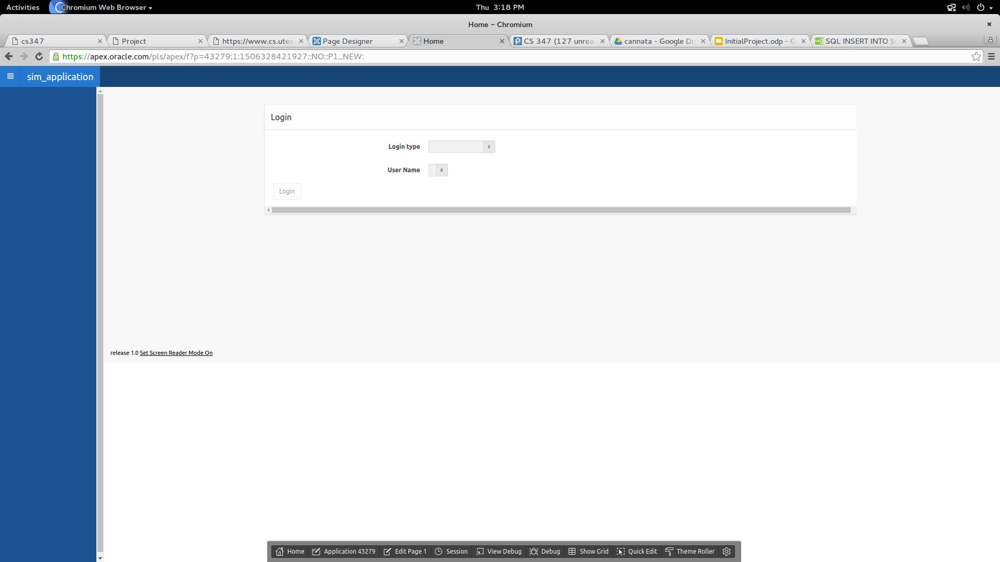 Activities Chromium Web Browser Thu 3:18 PM
Home – Chromium
cs347 Project https://www.cs.utex Page Designer Home CS 347 (127 unrea cannata - Google Dri InitialProject.odp - G SQL INSERT INTO St
https://apex.oracle.com/pls/apex/f?p=43279:1:1506328421927::NO::P1_NEW:
sim_application
Login
Login type
User Name
Login
release 1.0 Set Screen Reader Mode On
Home Application 43279 Edit Page 1 Session View Debug Debug Show Grid Quick Edit Theme Roller